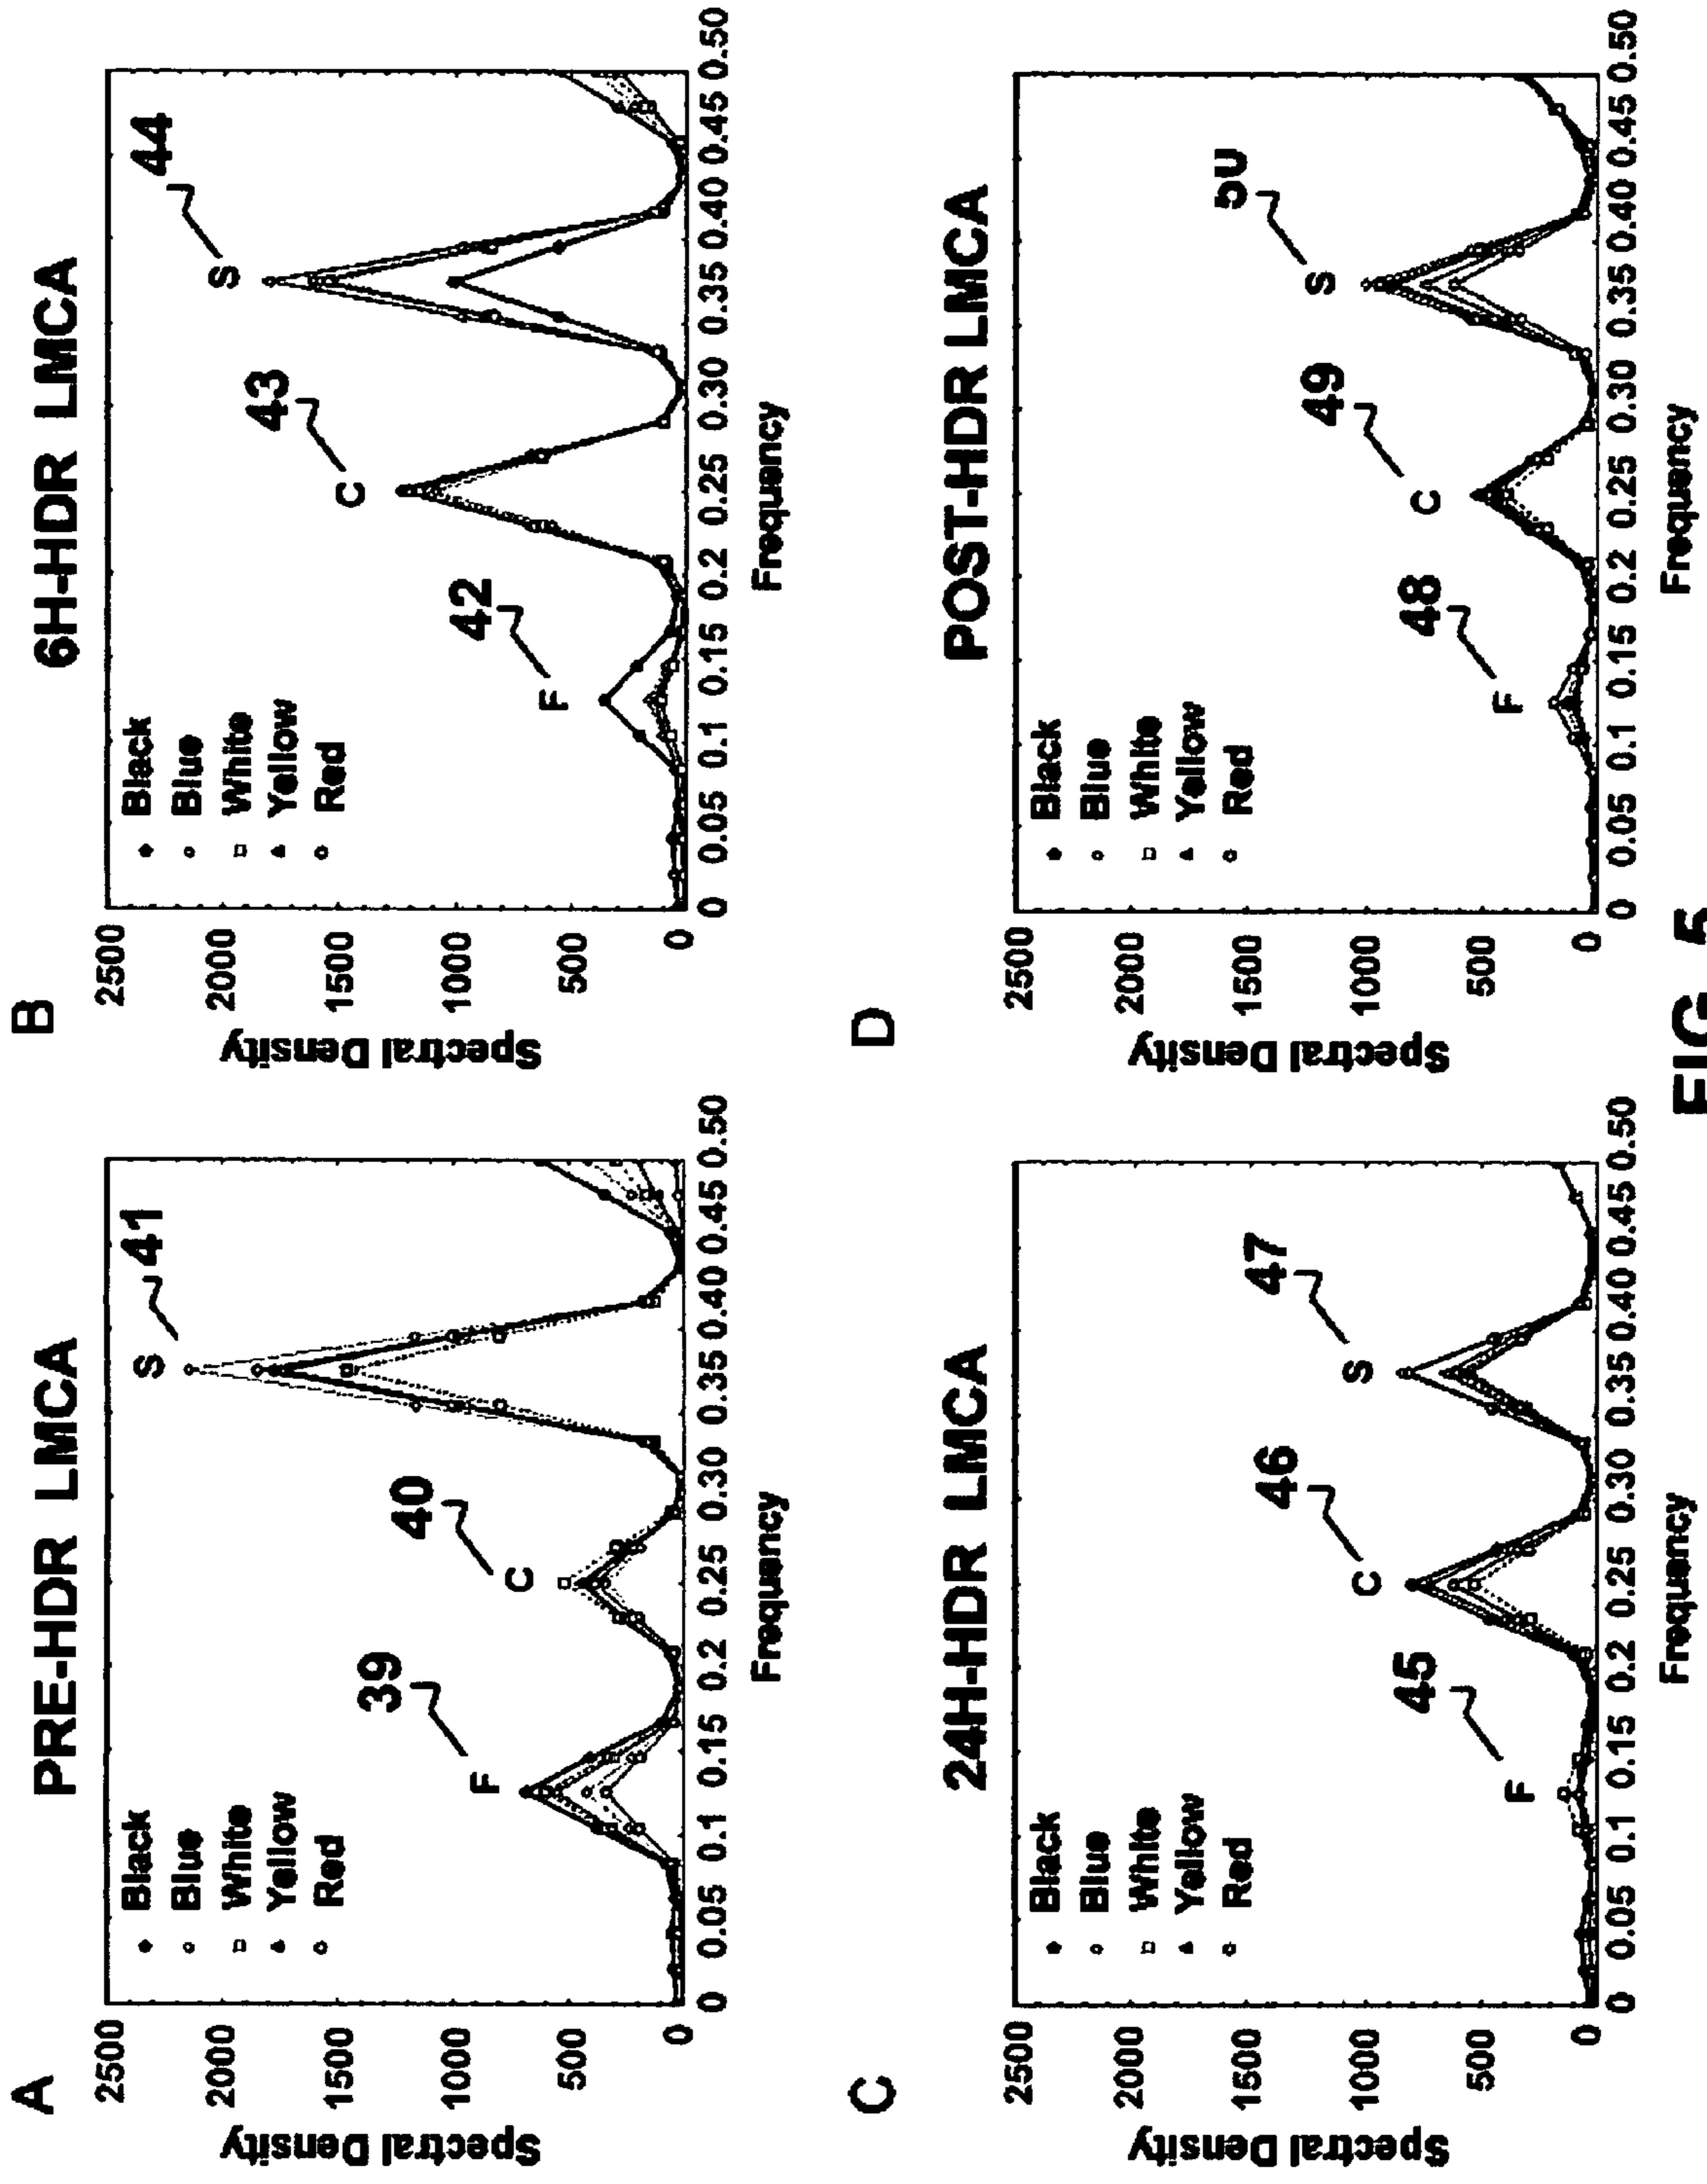 A
PRE-HDR LMCA
Spectral Density
2500
2000
1500
1000
500
0
Black
Blue
White
Yellow
Red
F
39
C
40
S
41
0 0.05 0.1 0.15 0.2 0.25 0.30 0.35 0.40 0.45 0.50
Frequency
B
6H-HDR LMCA
Spectral Density
2500
2000
1500
1000
500
0
Black
Blue
White
Yellow
Red
F
42
C
43
S
44
0 0.05 0.1 0.15 0.2 0.25 0.30 0.35 0.40 0.45 0.50
Frequency
C
24H-HDR LMCA
Spectral Density
2500
2000
1500
1000
500
0
Black
Blue
White
Yellow
Red
F
45
C
46
S
47
0 0.05 0.1 0.15 0.2 0.25 0.30 0.35 0.40 0.45 0.50
Frequency
D
POST-HDR LMCA
Spectral Density
2500
2000
1500
1000
500
0
Black
Blue
White
Yellow
Red
F
48
C
49
S
50
0 0.05 0.1 0.15 0.2 0.25 0.30 0.35 0.40 0.45 0.50
Frequency
FIG 5